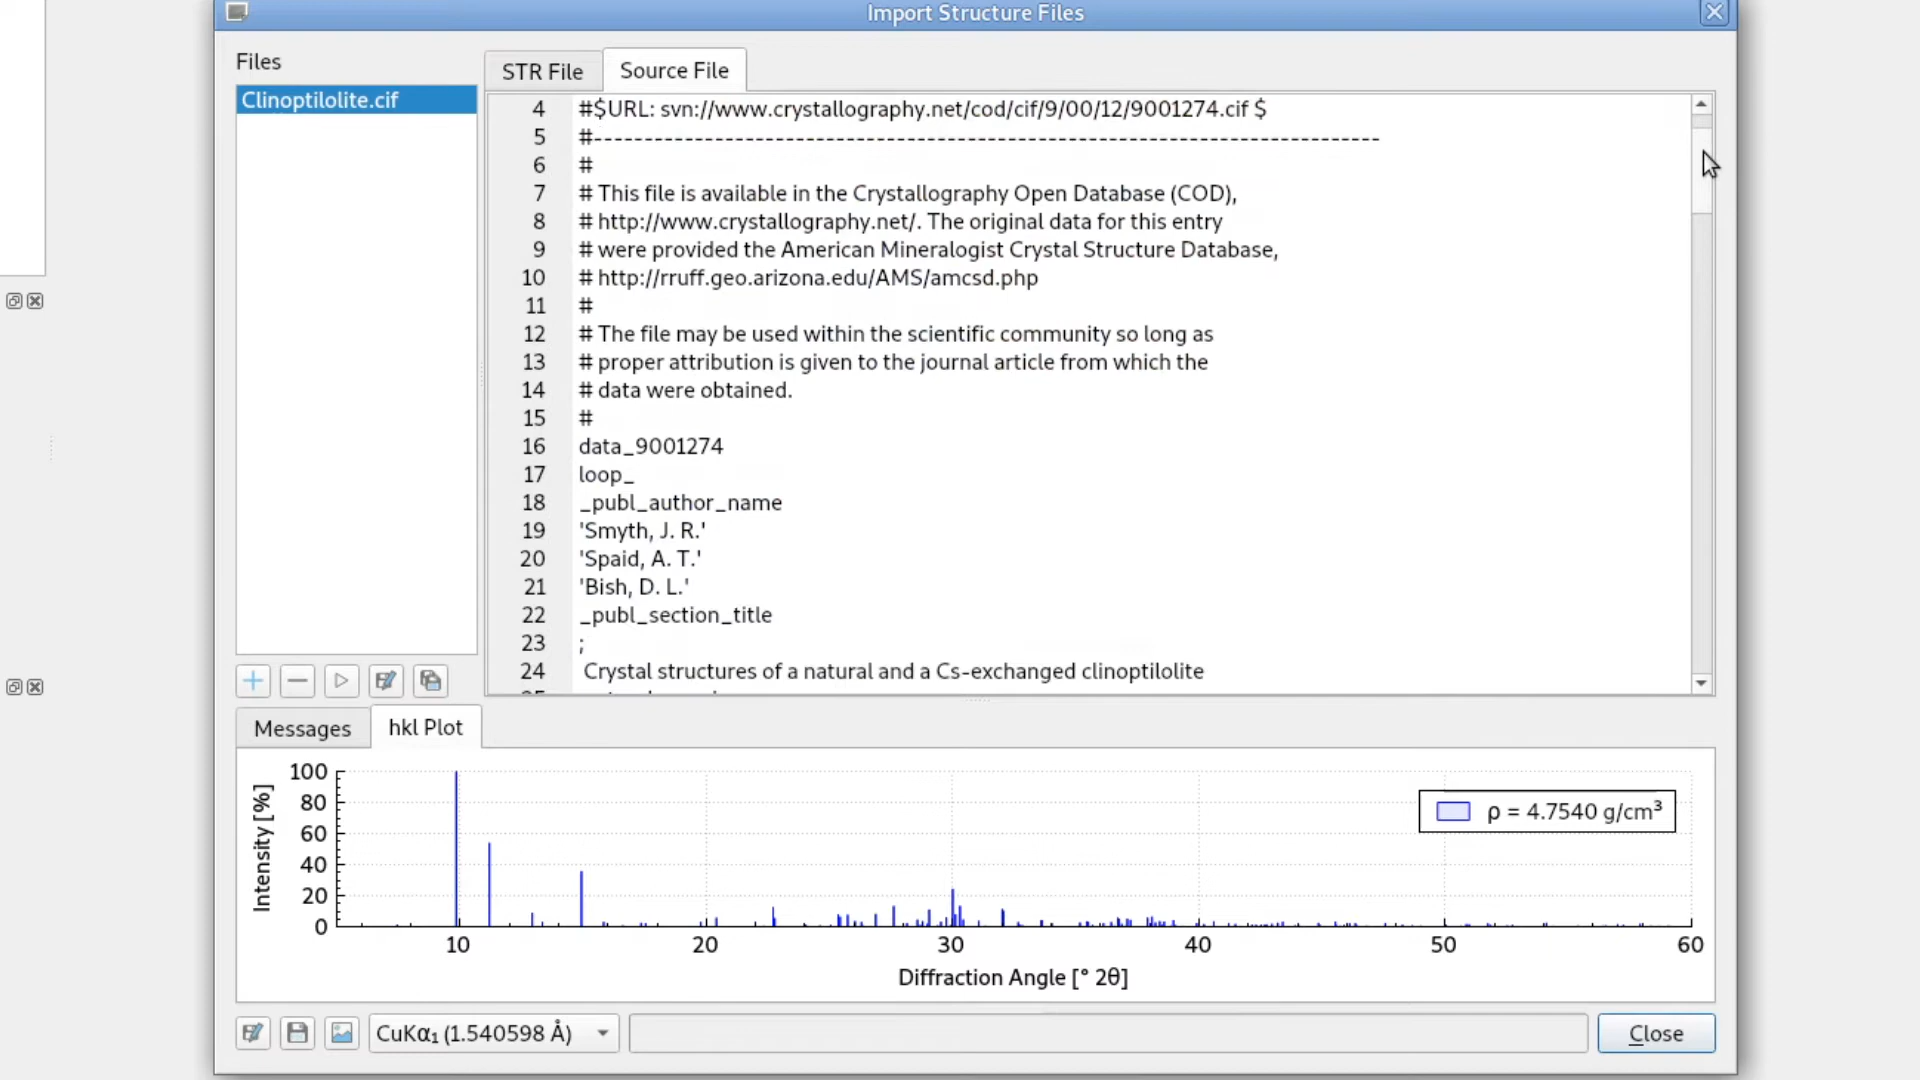 Import Structure Files
Files
Clinoptilolite.cif
STR File
Source File
4 #$URL: svn://www.crystallography.net/cod/cif/9/00/12/9001274.cif $
5 #------------------------------------------------------------------------------
6 #
7 # This file is available in the Crystallography Open Database (COD),
8 # http://www.crystallography.net/. The original data for this entry
9 # were provided the American Mineralogist Crystal Structure Database,
10 # http://rruff.geo.arizona.edu/AMS/amcsd.php
11 #
12 # The file may be used within the scientific community so long as
13 # proper attribution is given to the journal article from which the
14 # data were obtained.
15 #
16 data_9001274
17 loop_
18 _publ_author_name
19 'Smyth, J. R.'
20 'Spaid, A. T.'
21 'Bish, D. L.'
22 _publ_section_title
23 ;
24 Crystal structures of a natural and a Cs-exchanged clinoptilolite
Messages
hkl Plot
Intensity [%]
100
80
60
40
20
0
ρ = 4.7540 g/cm³
10 20 30 40 50 60
Diffraction Angle [° 2θ]
CuKα₁ (1.540598 Å)
Close